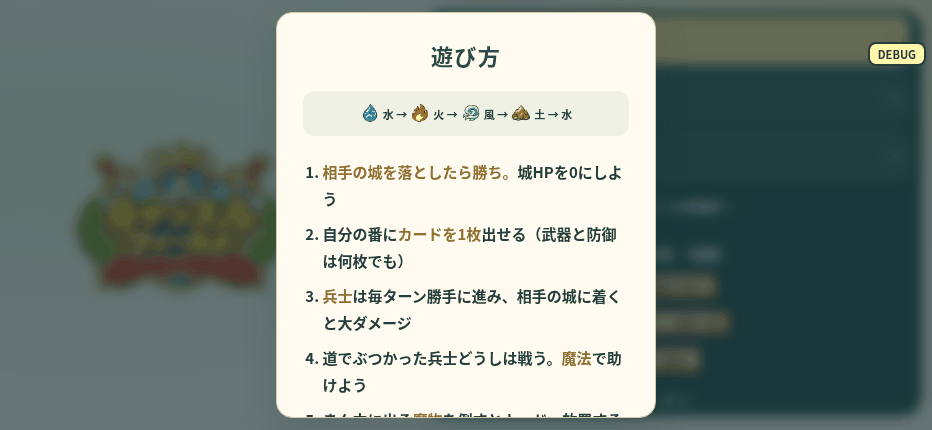 遊び方
DEBUG
水→ 火→ 風→ 土→水
1. 相手の城を落としたら勝ち。城HPを0にしよ
う
2. 自分の番にカードを1枚出せる（武器と防御
は何枚でも）
3. 兵士は毎ターン勝手に進み、相手の城に着く
と大ダメージ
4. 道でぶつかった兵士どうしは戦う。魔法で助
けよう